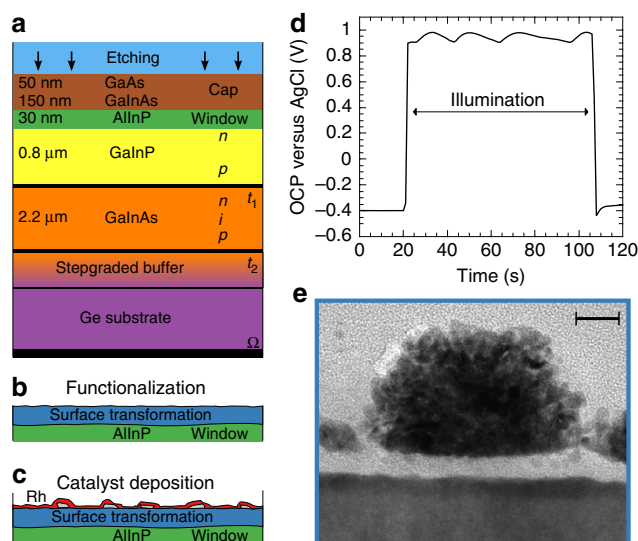 a
Etching
50 nm GaAs
150 nm GaInAs
Cap
30 nm AlInP Window
n
0.8 µm GaInP
p
n t1
2.2 µm GaInAs i
p
Stepgraded buffer t2
Ge substrate
Ω
b
Functionalization
Surface transformation
AlInP Window
c
Catalyst deposition
Rh
Surface transformation
AlInP Window
d
OCP versus AgCl (V)
1
0.8
0.6
0.4
0.2
0
−0.2
−0.4
−0.6
Illumination
0 20 40 60 80 100 120
Time (s)
e